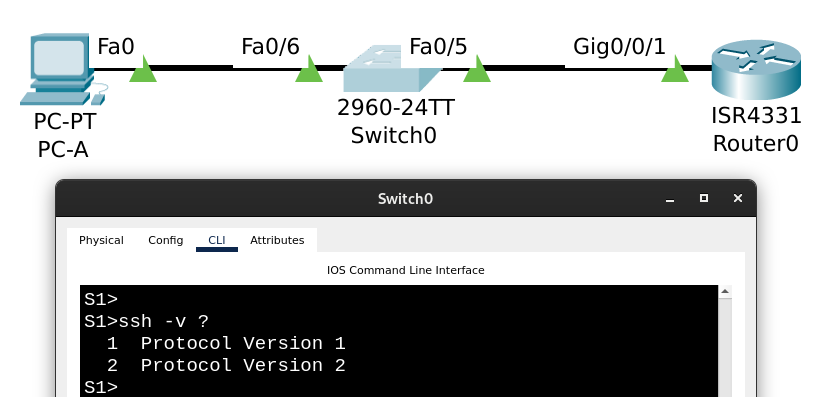 Fa0
Fa0/6
Fa0/5
Gig0/0/1
PC-PT
PC-A
2960-24TT
Switch0
ISR4331
Router0
Switch0
Physical
Config
CLI
Attributes
IOS Command Line Interface
S1>
S1>ssh -v ?
  1  Protocol Version 1
  2  Protocol Version 2
S1>